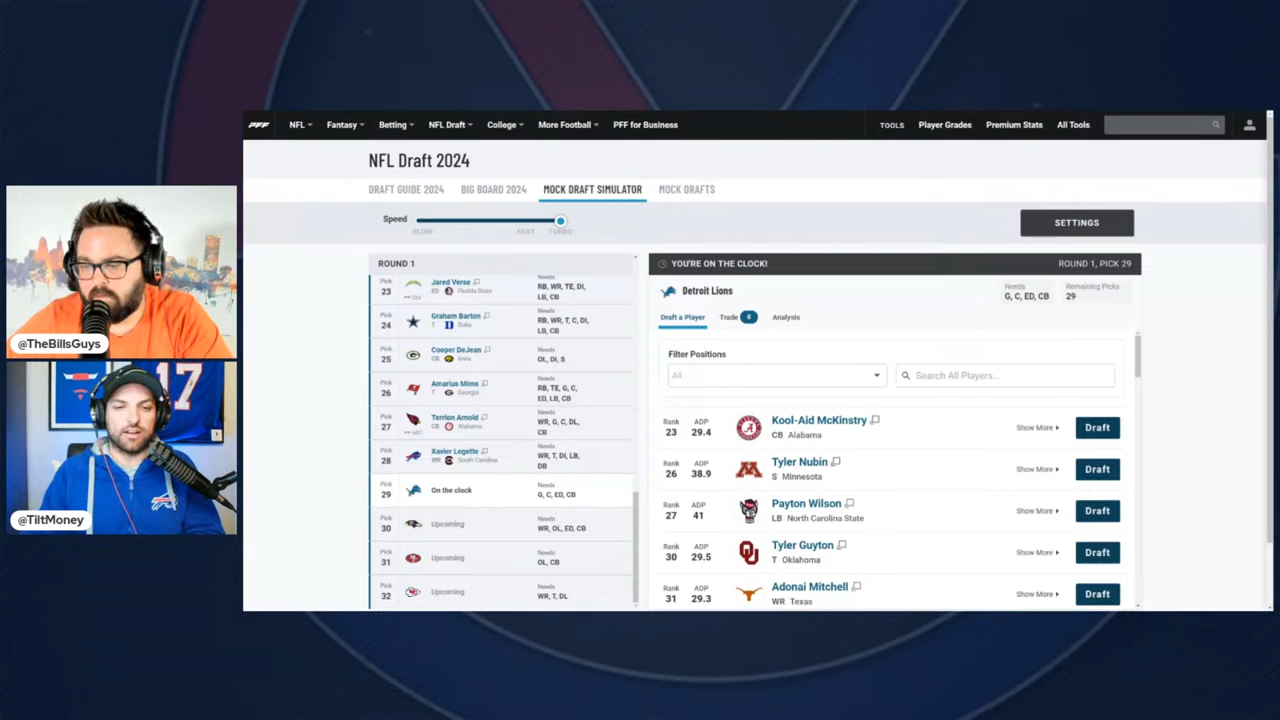 PFF NFL Fantasy Betting NFL Draft College More Football PFF for Business TOOLS Player Grades Premium Stats All Tools
NFL Draft 2024
DRAFT GUIDE 2024 BIG BOARD 2024 MOCK DRAFT SIMULATOR MOCK DRAFTS
Speed
SLOW FAST TURBO
SETTINGS
ROUND 1
Pick 23 Jared Verse
ED Florida State
Needs
RB, WR, TE, DI,
LB, CB
Pick 24 Graham Barton
T Duke
Needs
RB, WR, T, C, DI,
LB, CB
Pick 25 Cooper DeJean
CB Iowa
Needs
OL, DI, S
Pick 26 Amarius Mims
T Georgia
Needs
RB, TE, G, C,
ED, LB, CB
Pick 27 Terrion Arnold
CB Alabama
Needs
WR, G, C, DL,
CB
Pick 28 Xavier Legette
WR South Carolina
Needs
WR, T, DI, LB,
DB
Pick 29 On the clock
Needs
G, C, ED, CB
Pick 30 Upcoming
Needs
WR, OL, ED, CB
Pick 31 Upcoming
Needs
OL, CB
Pick 32 Upcoming
Needs
WR, T, DL
YOU'RE ON THE CLOCK! ROUND 1, PICK 29
Detroit Lions
Needs
G, C, ED, CB
Remaining Picks
29
Draft a Player Trade 0 Analysis
Filter Positions
All
Search All Players...
Rank 23 ADP 29.4 Kool-Aid McKinstry
CB Alabama
Show More Draft
Rank 26 ADP 38.9 Tyler Nubin
S Minnesota
Show More Draft
Rank 27 ADP 41 Payton Wilson
LB North Carolina State
Show More Draft
Rank 30 ADP 29.5 Tyler Guyton
T Oklahoma
Show More Draft
Rank 31 ADP 29.3 Adonai Mitchell
WR Texas
Show More Draft
@TheBillsGuys
17
@TiltMoney